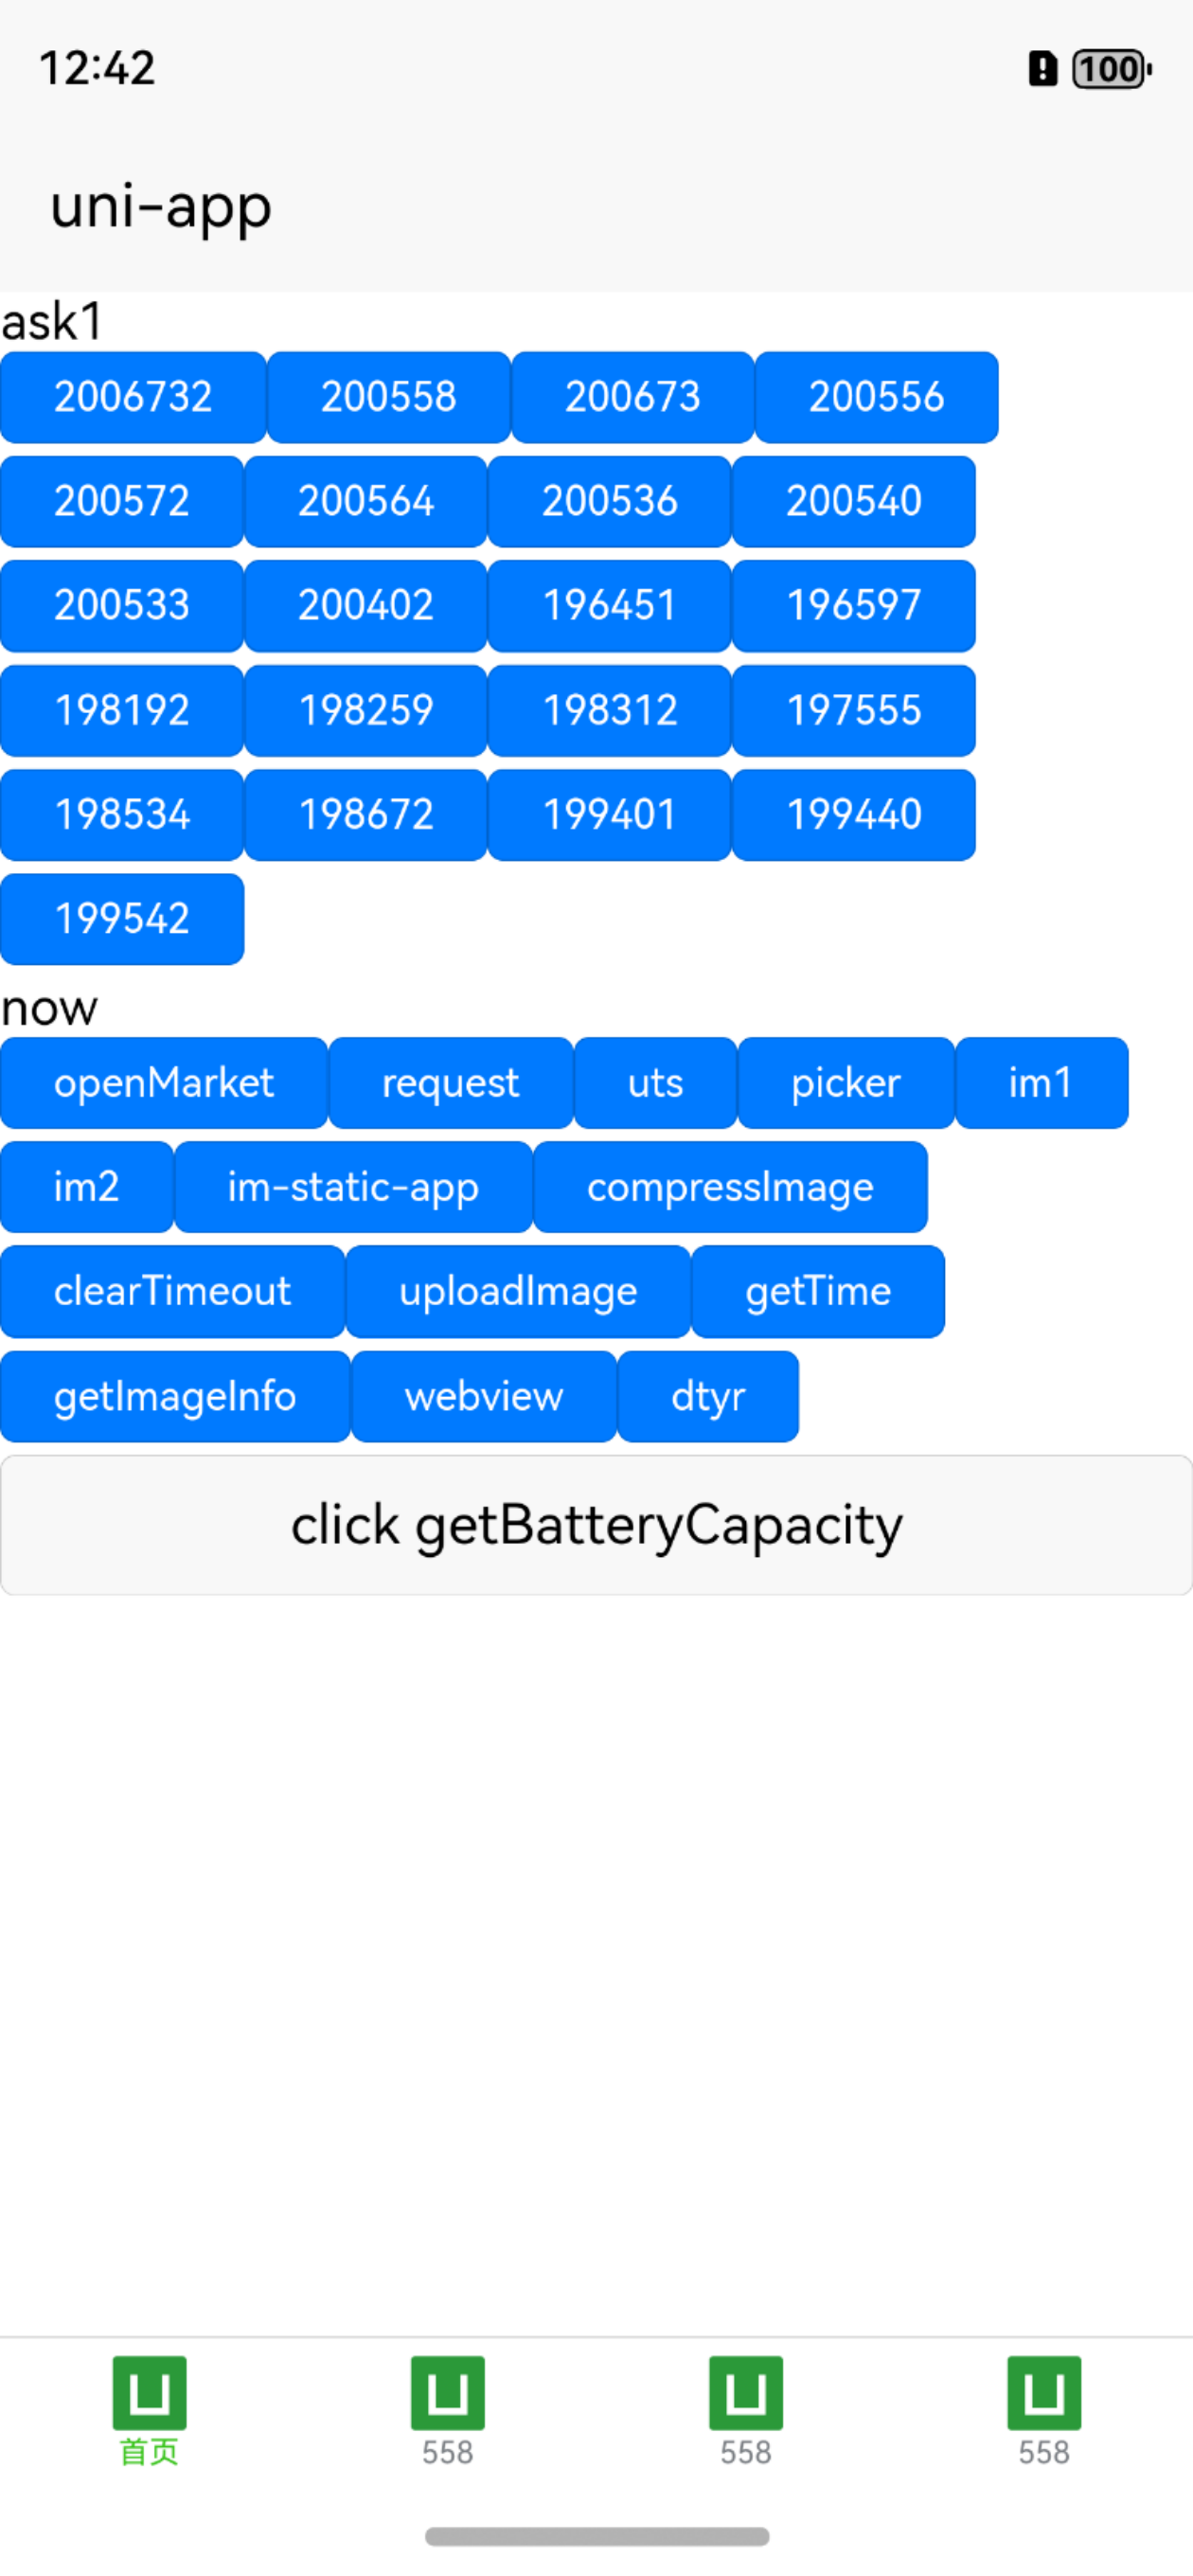 12:42 100
uni-app
ask1
2006732 200558 200673 200556
200572 200564 200536 200540
200533 200402 196451 196597
198192 198259 198312 197555
198534 198672 199401 199440
199542
now
openMarket request uts picker im1
im2 im-static-app compressImage
clearTimeout uploadImage getTime
getImageInfo webview dtyr
click getBatteryCapacity
首页 558 558 558